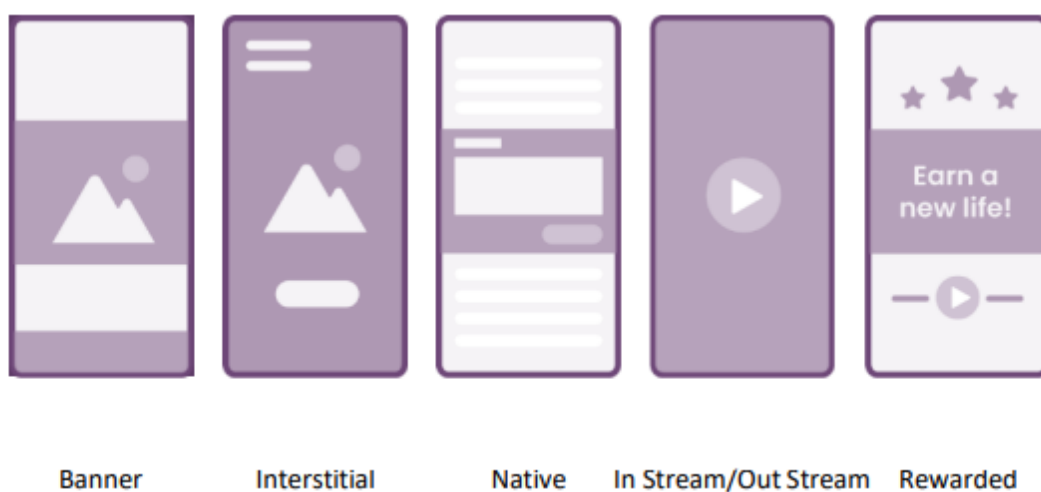 Earn a
new life!
Banner
Interstitial
Native
In Stream/Out Stream
Rewarded